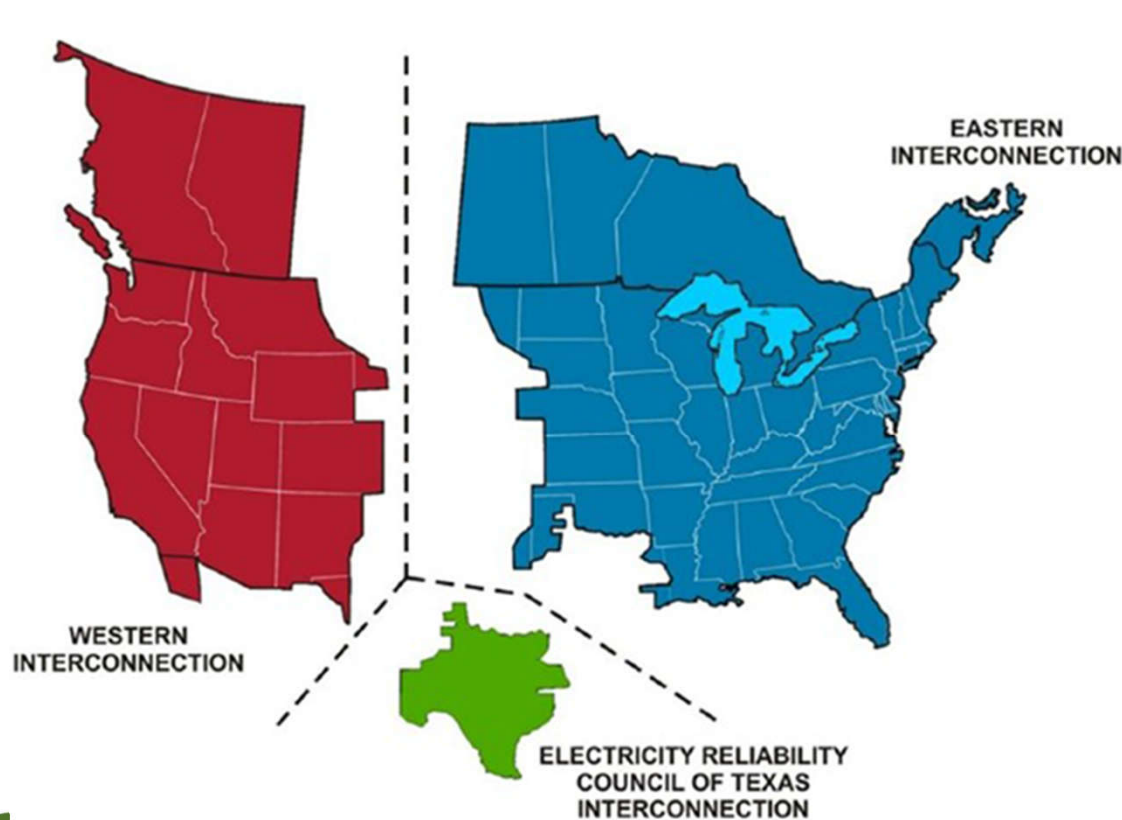 EASTERN
INTERCONNECTION
WESTERN
INTERCONNECTION
ELECTRICITY RELIABILITY
COUNCIL OF TEXAS
INTERCONNECTION